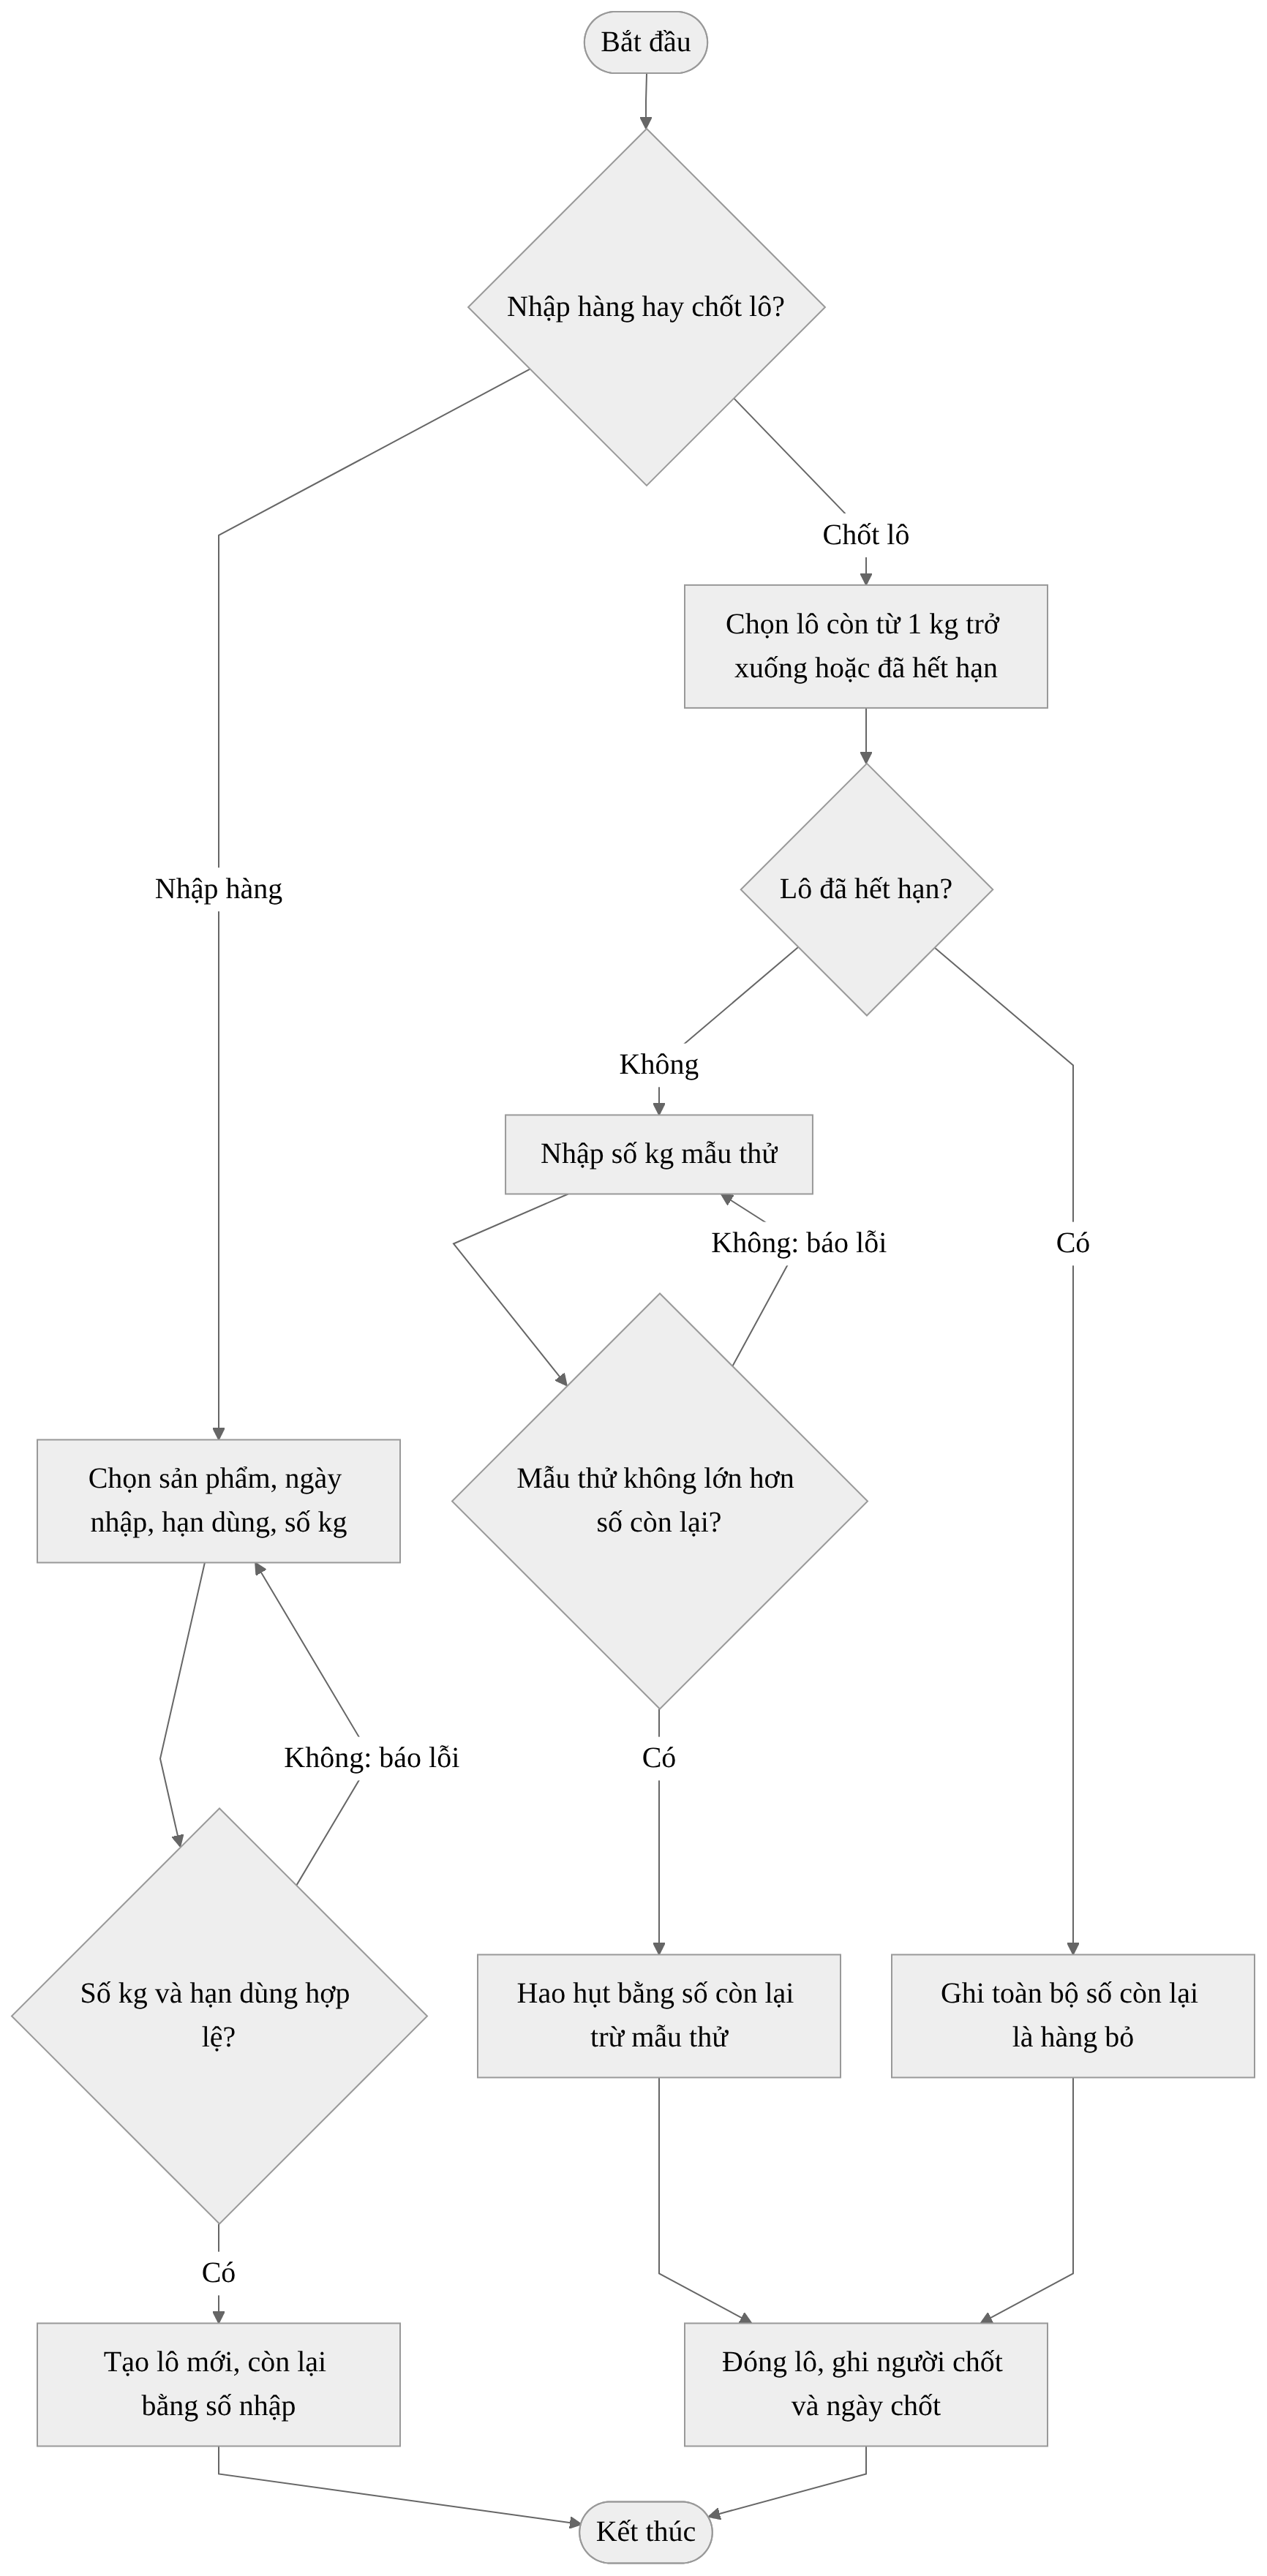 Bắt đầu
Nhập hàng hay chốt lô?
Chốt lô
Chọn lô còn từ 1 kg trở
xuống hoặc đã hết hạn
Nhập hàng
Lô đã hết hạn?
Không
Nhập số kg mẫu thử
Không: báo lỗi
Có
Chọn sản phẩm, ngày
nhập, hạn dùng, số kg
Mẫu thử không lớn hơn
số còn lại?
Không: báo lỗi
Có
Số kg và hạn dùng hợp
lệ?
Hao hụt bằng số còn lại
trừ mẫu thử
Ghi toàn bộ số còn lại
là hàng bỏ
Có
Tạo lô mới, còn lại
bằng số nhập
Đóng lô, ghi người chốt
và ngày chốt
Kết thúc